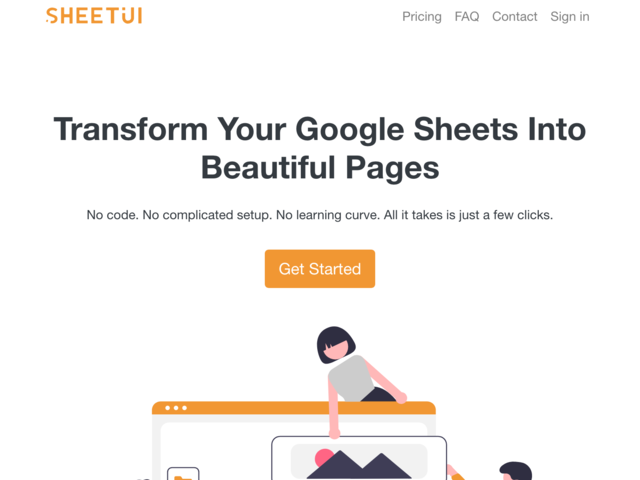 SHEETUI
Pricing FAQ Contact Sign in
Transform Your Google Sheets Into
Beautiful Pages
No code. No complicated setup. No learning curve. All it takes is just a few clicks.
Get Started